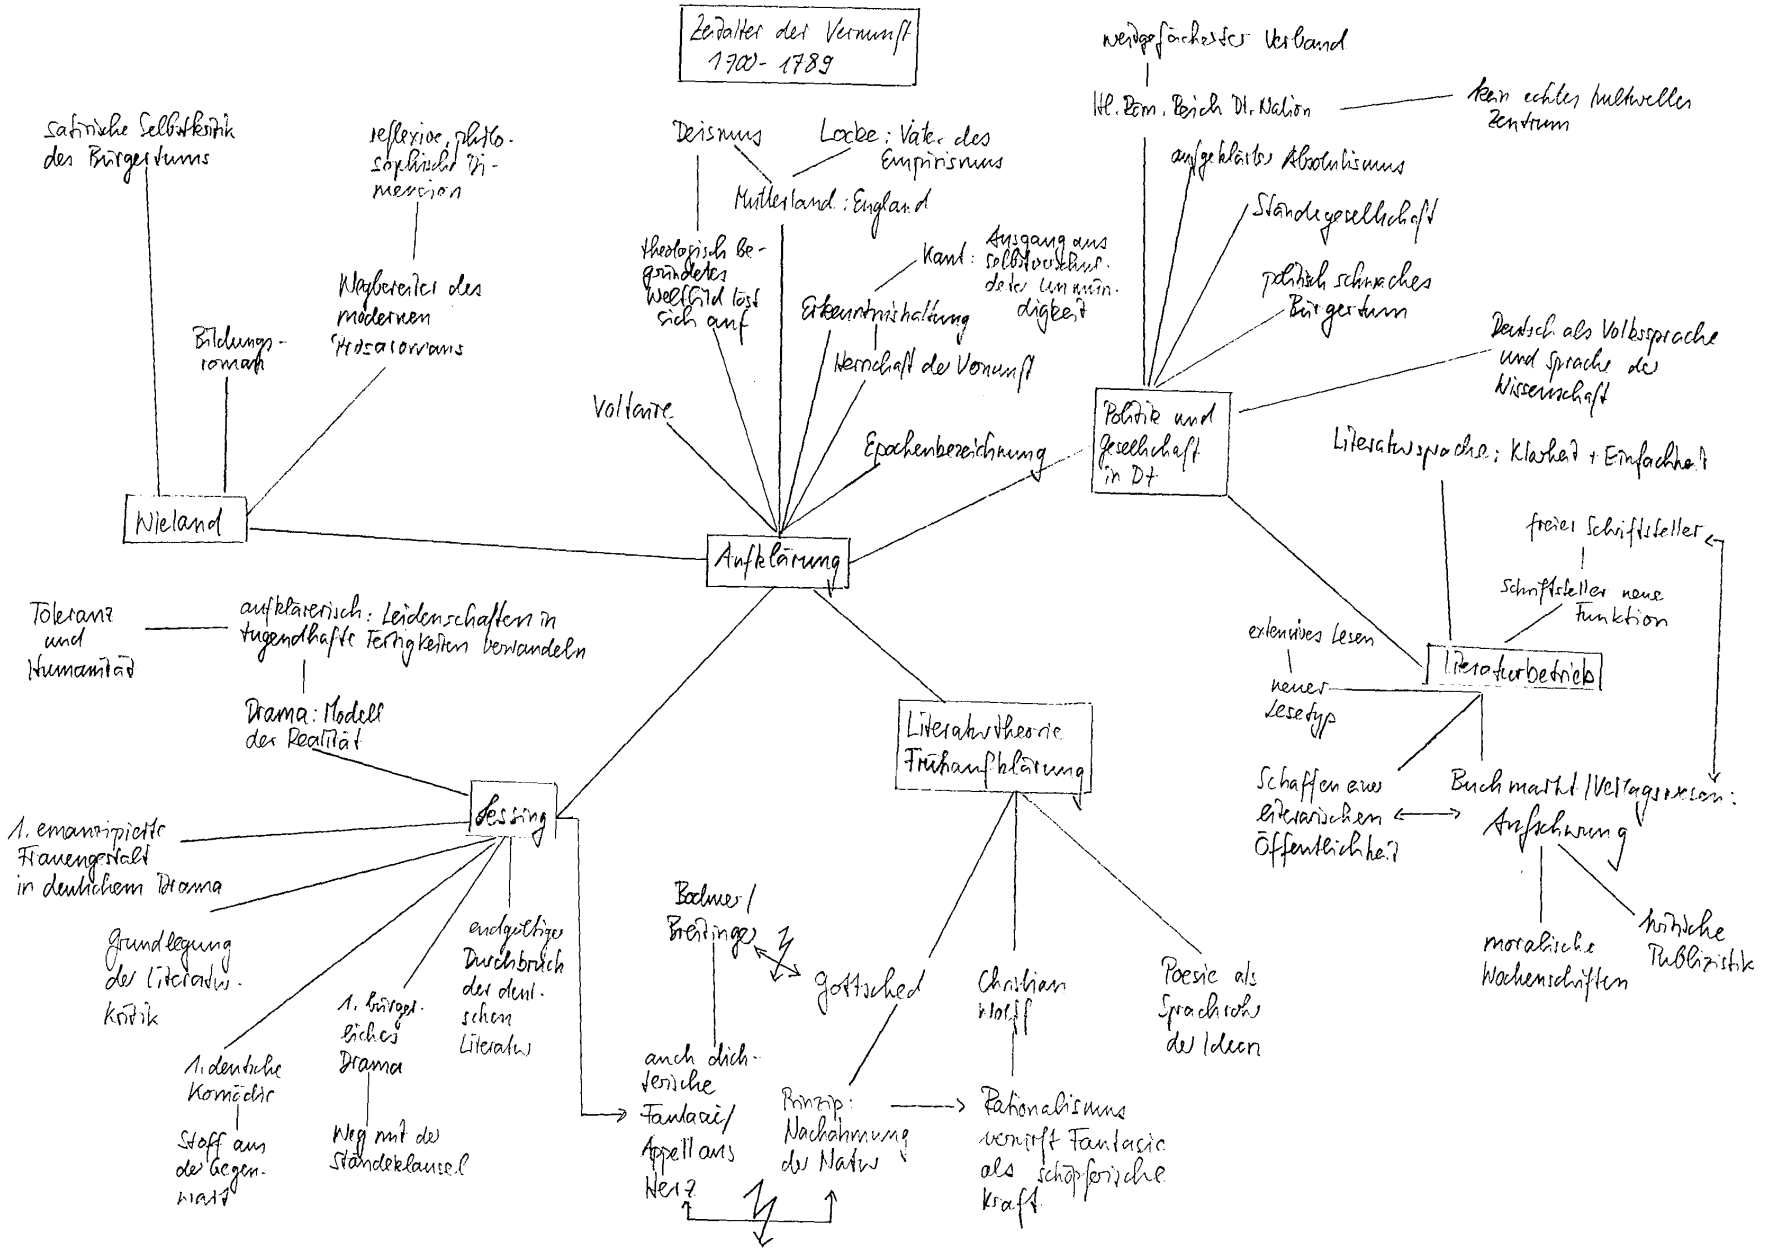 Zeitalter der Vernunft
1700-1789
weitgefächerter Verband
Hl. Röm. Reich Dt. Nation
kein echtes kultureller
Zentrum
aufgeklärter Absolutismus
Ständegesellschaft
politisch schwaches
Bürgertum
Deutsch als Volkssprache
und Sprache der
Wissenschaft
Politik und
Gesellschaft
in Dt
satirische Selbstkritik
des Bürgertums
reflexive, philo-
sophische Di-
mension
Wegbereiter des
modernen
Prosaromans
Bildungs-
roman
Wieland
Deismus
Locke: Vater des
Empirismus
Mutterland: England
theologisch be-
gründetes
Weltbild löst
sich auf
Kant: Ausgang aus
selbstverschul-
deter Unmün-
digkeit
Erkenntnishaltung
Herrschaft der Vernunft
Voltaire
Epochenbezeichnung
Aufklärung
Literatursprache: Klarheit + Einfachheit
freier Schriftsteller
Schriftsteller neue
Funktion
extensives Lesen
neuer
Lesetyp
Literaturbetrieb
Schaffen einer
literarischen
Öffentlichkeit
Buchmarkt/Verlagswesen:
Aufschwung
moralische
Wochenschriften
kritische
Publizistik
Toleranz
und
Humanität
aufklärerisch: Leidenschaften in
tugendhafte Fertigkeiten verwandeln
Drama: Modell
der Realität
Lessing
1. emanzipierte
Frauengestalt
in deutschem Drama
Grundlegung
der Literatur-
kritik
1. deutsche
Komödie
Stoff aus
der Gegen-
wart
1. bürger-
liches
Drama
Weg mit der
Ständeklausel
endgültiger
Durchbruch
der deut-
schen
Literatur
Literaturtheorie
Frühaufklärung
Bodmer/
Breitinger
Gottsched
Christian
Wolff
Poesie als
Sprachrohr
der Ideen
auch dich-
terische
Fantasie/
Appell ans
Herz
Prinzip:
Nachahmung
der Natur
Rationalismus
verwirft Fantasie
als schöpferische
Kraft